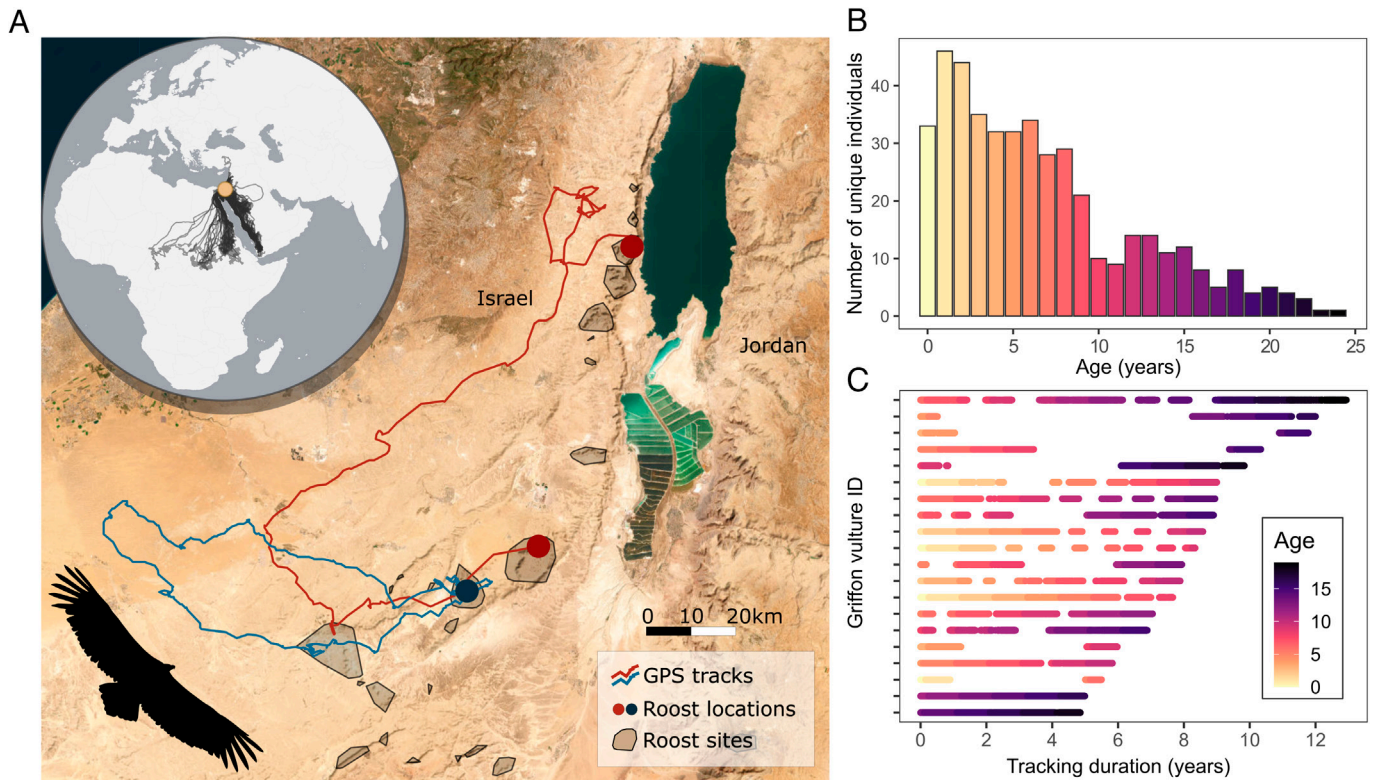 A
Israel
Jordan
0 10 20km
GPS tracks
Roost locations
Roost sites
B
Number of unique individuals
40
30
20
10
0
0 5 10 15 20 25
Age (years)
C
Griffon vulture ID
Age
15
10
5
0
0 2 4 6 8 10 12
Tracking duration (years)